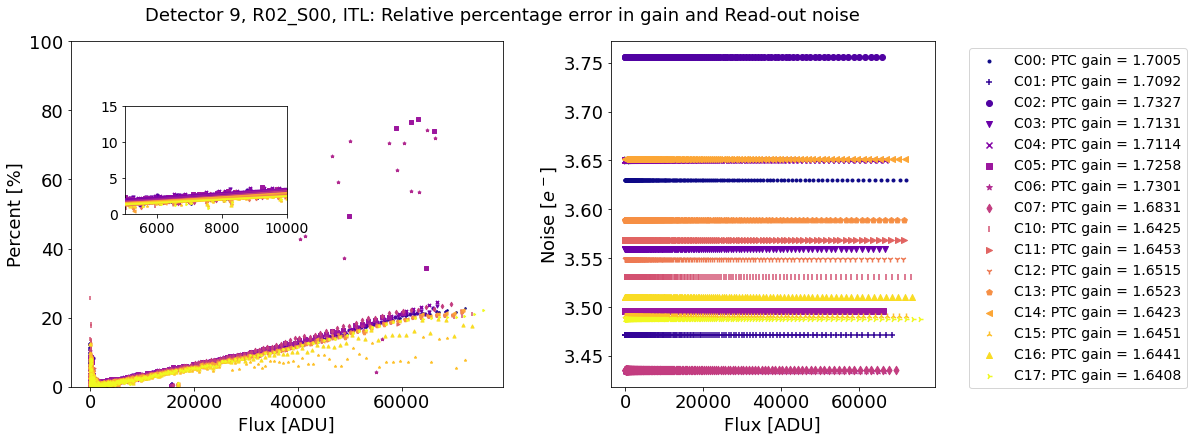 Detector 9, R02_S00, ITL: Relative percentage error in gain and Read-out noise
100
80
60
40
20
0
Percent [%]
15
10
5
0
6000 8000 10000
0 20000 40000 60000
Flux [ADU]
3.75
3.70
3.65
3.60
3.55
3.50
3.45
Noise [e⁻]
0 20000 40000 60000
Flux [ADU]
C00: PTC gain = 1.7005
C01: PTC gain = 1.7092
C02: PTC gain = 1.7327
C03: PTC gain = 1.7131
C04: PTC gain = 1.7114
C05: PTC gain = 1.7258
C06: PTC gain = 1.7301
C07: PTC gain = 1.6831
C10: PTC gain = 1.6425
C11: PTC gain = 1.6453
C12: PTC gain = 1.6515
C13: PTC gain = 1.6523
C14: PTC gain = 1.6423
C15: PTC gain = 1.6451
C16: PTC gain = 1.6441
C17: PTC gain = 1.6408